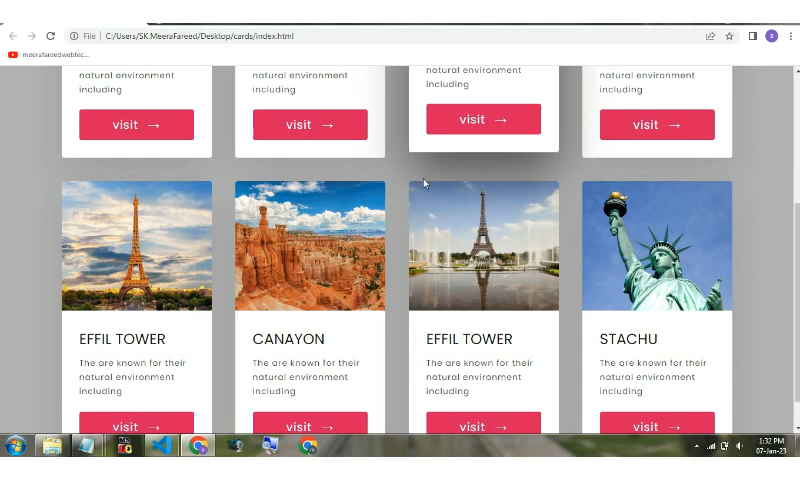 File
C:/Users/SK.MeeraFareed/Desktop/cards/index.html
S
meerafareedwebtec...
natural environment
including
visit →
natural environment
including
visit →
natural environment
including
visit →
natural environment
including
visit →
EFFIL TOWER
The are known for their
natural environment
including
visit →
CANAYON
The are known for their
natural environment
including
visit →
EFFIL TOWER
The are known for their
natural environment
including
visit →
STACHU
The are known for their
natural environment
including
visit →
1:32 PM
07-Jan-23